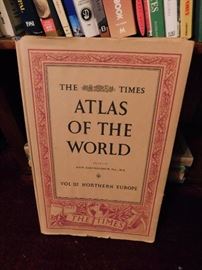 THE TIMES
ATLAS
OF THE
WORLD
VOL III NORTHERN EUROPE
THE TIMES